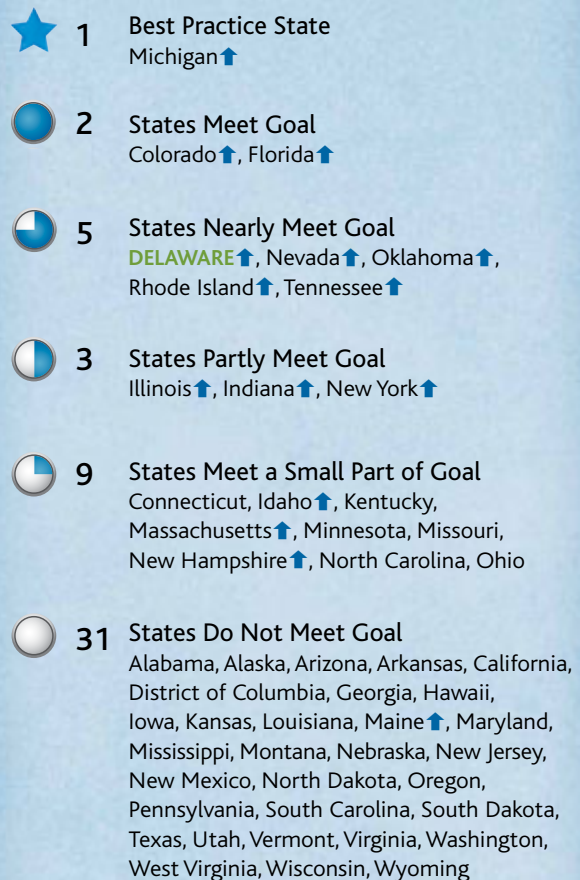 1 Best Practice State
Michigan⬆
2 States Meet Goal
Colorado⬆, Florida⬆
5 States Nearly Meet Goal
DELAWARE⬆, Nevada⬆, Oklahoma⬆,
Rhode Island⬆, Tennessee⬆
3 States Partly Meet Goal
Illinois⬆, Indiana⬆, New York⬆
9 States Meet a Small Part of Goal
Connecticut, Idaho⬆, Kentucky,
Massachusetts⬆, Minnesota, Missouri,
New Hampshire⬆, North Carolina, Ohio
31 States Do Not Meet Goal
Alabama, Alaska, Arizona, Arkansas, California,
District of Columbia, Georgia, Hawaii,
Iowa, Kansas, Louisiana, Maine⬆, Maryland,
Mississippi, Montana, Nebraska, New Jersey,
New Mexico, North Dakota, Oregon,
Pennsylvania, South Carolina, South Dakota,
Texas, Utah, Vermont, Virginia, Washington,
West Virginia, Wisconsin, Wyoming